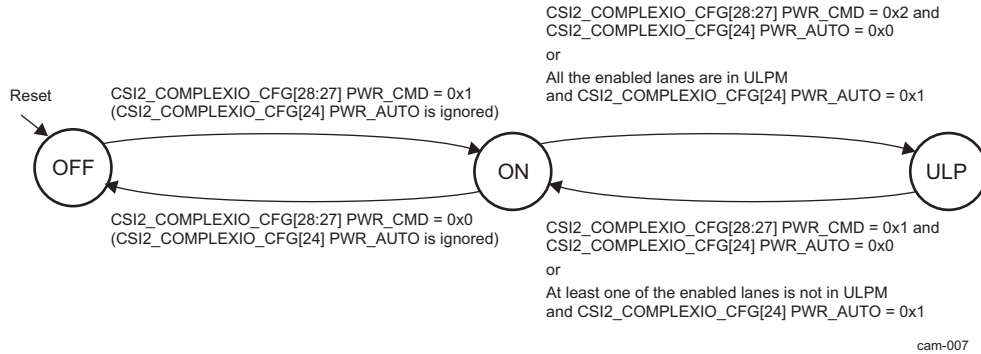 CSI2_COMPLEXIO_CFG[28:27] PWR_CMD = 0x2 and
CSI2_COMPLEXIO_CFG[24] PWR_AUTO = 0x0
or
All the enabled lanes are in ULPM
and CSI2_COMPLEXIO_CFG[24] PWR_AUTO = 0x1
Reset
CSI2_COMPLEXIO_CFG[28:27] PWR_CMD = 0x1
(CSI2_COMPLEXIO_CFG[24] PWR_AUTO is ignored)
OFF
ON
ULP
CSI2_COMPLEXIO_CFG[28:27] PWR_CMD = 0x0
(CSI2_COMPLEXIO_CFG[24] PWR_AUTO is ignored)
CSI2_COMPLEXIO_CFG[28:27] PWR_CMD = 0x1 and
CSI2_COMPLEXIO_CFG[24] PWR_AUTO = 0x0
or
At least one of the enabled lanes is not in ULPM
and CSI2_COMPLEXIO_CFG[24] PWR_AUTO = 0x1
cam-007